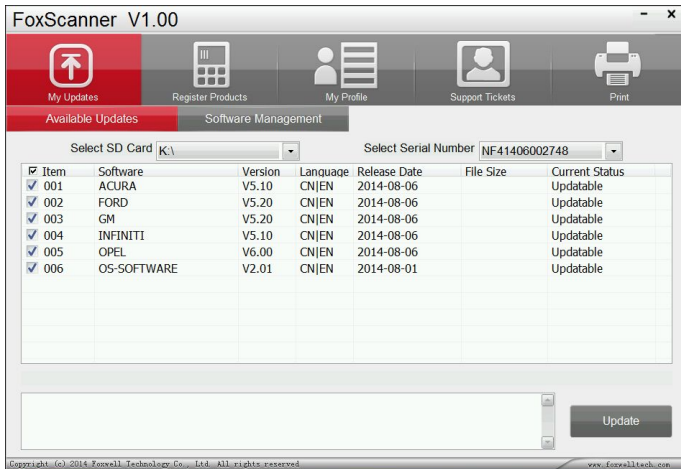 FoxScanner V1.00
My Updates Register Products My Profile Support Tickets Print
Available Updates Software Management
Select SD Card K:\ Select Serial Number NF41406002748
Item Software Version Language Release Date File Size Current Status
001 ACURA V5.10 CN|EN 2014-08-06 Updatable
002 FORD V5.20 CN|EN 2014-08-06 Updatable
003 GM V5.20 CN|EN 2014-08-06 Updatable
004 INFINITI V5.10 CN|EN 2014-08-06 Updatable
005 OPEL V6.00 CN|EN 2014-08-06 Updatable
006 OS-SOFTWARE V2.01 CN|EN 2014-08-01 Updatable
Update
Copyright (c) 2014 Foxwell Technology Co., Ltd. All rights reserved www.foxwelltech.com